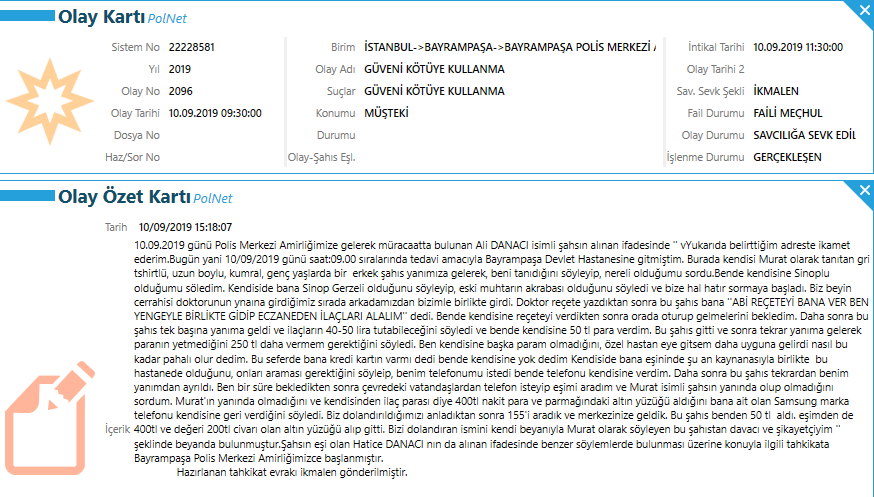 Olay Kartı PolNet
Sistem No 22228581 Birim İSTANBUL->BAYRAMPAŞA->BAYRAMPAŞA POLİS MERKEZİ İntikal Tarihi 10.09.2019 11:30:00
Yıl 2019 Olay Adı GÜVENİ KÖTÜYE KULLANMA Olay Tarihi 2
Olay No 2096 Suçlar GÜVENİ KÖTÜYE KULLANMA Sav. Sevk Şekli İKMALEN
Olay Tarihi 10.09.2019 09:30:00 Konumu MÜŞTEKİ Fail Durumu FAİLİ MEÇHUL
Dosya No Durumu Olay Durumu SAVCILIĞA SEVK EDİL
Haz/Sor No Olay-Şahıs Eşl. İşlenme Durumu GERÇEKLEŞEN
Olay Özet Kartı PolNet
Tarih 10/09/2019 15:18:07
10.09.2019 günü Polis Merkezi Amirliğimize gelerek müracaatta bulunan Ali DANACI isimli şahsın alınan ifadesinde '' vYukarıda belirttiğim adreste ikamet
ederim.Bugün yani 10/09/2019 günü saat:09.00 sıralarında tedavi amacıyla Bayrampaşa Devlet Hastanesine gitmiştim. Burada kendisi Murat olarak tanıtan gri
tshirtlü, uzun boylu, kumral, genç yaşlarda bir erkek şahıs yanımıza gelerek, beni tanıdığını söyleyip, nereli olduğumu sordu.Bende kendisine Sinoplu
olduğumu söledim. Kendiside bana Sinop Gerzeli olduğunu söyleyip, eski muhtarın akrabası olduğunu söyledi ve bize hal hatır sormaya başladı. Biz beyin
cerrahisi doktorunun ynaına girdiğimiz sırada arkadamızdan bizimle birlikte girdi. Doktor reçete yazdıktan sonra bu şahıs bana ''ABİ REÇETEYİ BANA VER BEN
YENGEYLE BİRLİKTE GİDİP ECZANEDEN İLAÇLARI ALALIM'' dedi. Bende kendisine reçeteyi verdikten sonra orada oturup gelmelerini bekledim. Daha sonra bu
şahıs tek başına yanıma geldi ve ilaçların 40-50 lira tutabileceğini söyledi ve bende kendisine 50 tl para verdim. Bu şahıs gitti ve sonra tekrar yanıma gelerek
paranın yetmediğini 250 tl daha vermem gerektiğini söyledi. Ben kendisine başka param olmadığını, özel hastan eye gitsem daha uyguna gelirdi nasıl bu
kadar pahalı olur dedim. Bu seferde bana kredi kartın varmı dedi bende kendisine yok dedim Kendiside bana eşininde şu an kaynanasıyla birlikte bu
hastanede olduğunu, onları araması gerektiğini söyleyip, benim telefonumu istedi bende telefonu kendisine verdim. Daha sonra bu şahıs tekrardan benim
yanımdan ayrıldı. Ben bir süre bekledikten sonra çevredeki vatandaşlardan telefon isteyip eşimi aradım ve Murat isimli şahsın yanında olup olmadığını
sordum. Murat'ın yanında olmadığını ve kendisinden ilaç parası diye 400tl nakit para ve parmağındaki altın yüzüğü aldığını bana ait olan Samsung marka
telefonu kendisine geri verdiğini söyledi. Biz dolandırıldığımızı anladıktan sonra 155'i aradık ve merkezinize geldik. Bu şahıs benden 50 tl aldı. eşimden de
İçerik 400tl ve değeri 200tl civarı olan altın yüzüğü alıp gitti. Bizi dolandıran ismini kendi beyanıyla Murat olarak söyleyen bu şahıstan davacı ve şikayetçiyim ''
şeklinde beyanda bulunmuştur.Şahsın eşi olan Hatice DANACI nın da alınan ifadesinde benzer söylemlerde bulunması üzerine konuyla ilgili tahkikata
Bayrampaşa Polis Merkezi Amirliğimizce başlanmıştır.
Hazırlanan tahkikat evrakı ikmalen gönderilmiştir.